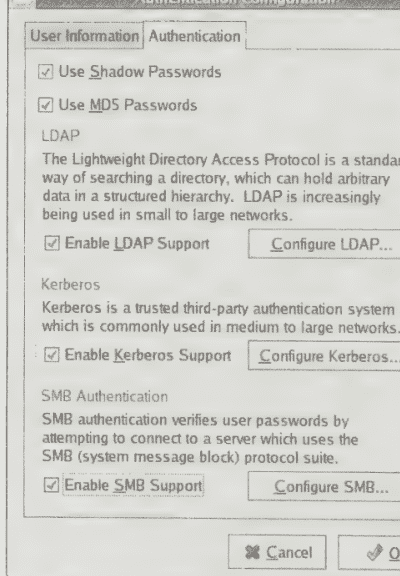 Authentication Configuration
User Information Authentication
Use Shadow Passwords
Use MD5 Passwords
LDAP
The Lightweight Directory Access Protocol is a standar
way of searching a directory, which can hold arbitrary
data in a structured hierarchy. LDAP is increasingly
being used in small to large networks.
Enable LDAP Support Configure LDAP...
Kerberos
Kerberos is a trusted third-party authentication system
which is commonly used in medium to large networks.
Enable Kerberos Support Configure Kerberos...
SMB Authentication
SMB authentication verifies user passwords by
attempting to connect to a server which uses the
SMB (system message block) protocol suite.
Enable SMB Support Configure SMB...
Cancel O